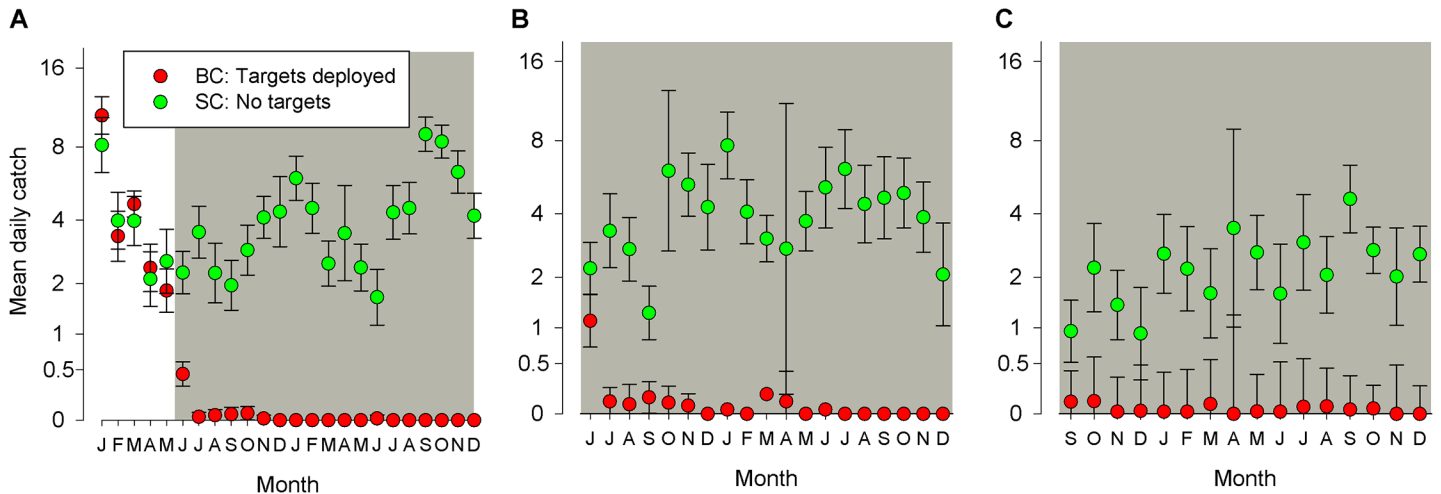 A
B
C
BC: Targets deployed
SC: No targets
Mean daily catch
16
8
4
2
1
0.5
0
J F M A M J J A S O N D J F M A M J J A S O N D
Month
16
8
4
2
1
0.5
0
J J A S O N D J F M A M J J A S O N D
Month
16
8
4
2
1
0.5
0
S O N D J F M A M J J A S O N D
Month